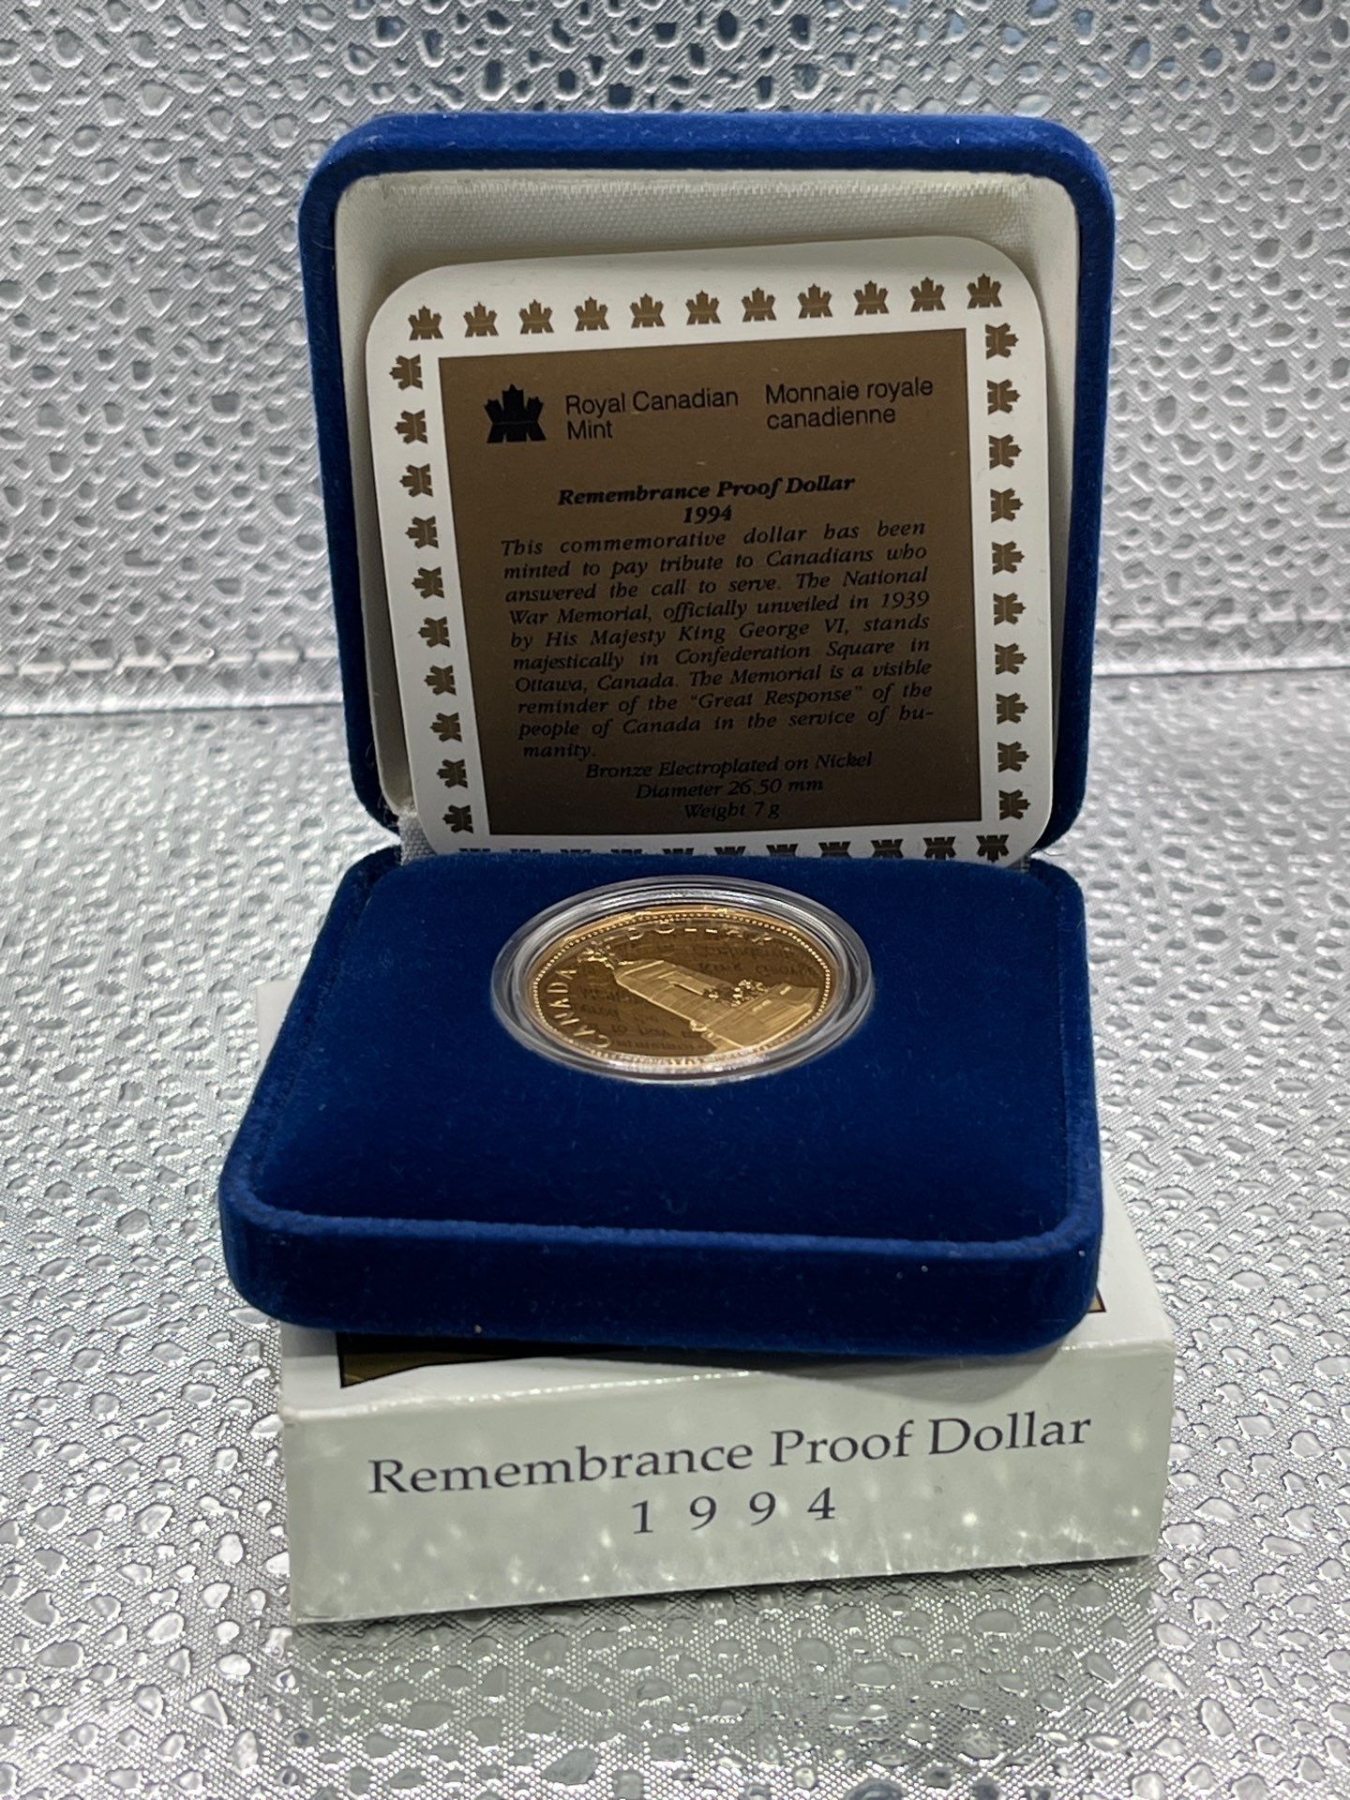 Royal Canadian
Mint
Monnaie royale
canadienne
Remembrance Proof Dollar
1994
This commemorative dollar has been
minted to pay tribute to Canadians who
answered the call to serve. The National
War Memorial, officially unveiled in 1939
by His Majesty King George VI, stands
majestically in Confederation Square in
Ottawa, Canada. The Memorial is a visible
reminder of the "Great Response" of the
people of Canada in the service of hu-
manity.
Bronze Electroplated on Nickel
Diameter 26.50 mm
Weight 7 g
CANADA DOLLAR
Remembrance Proof Dollar
1 9 9 4